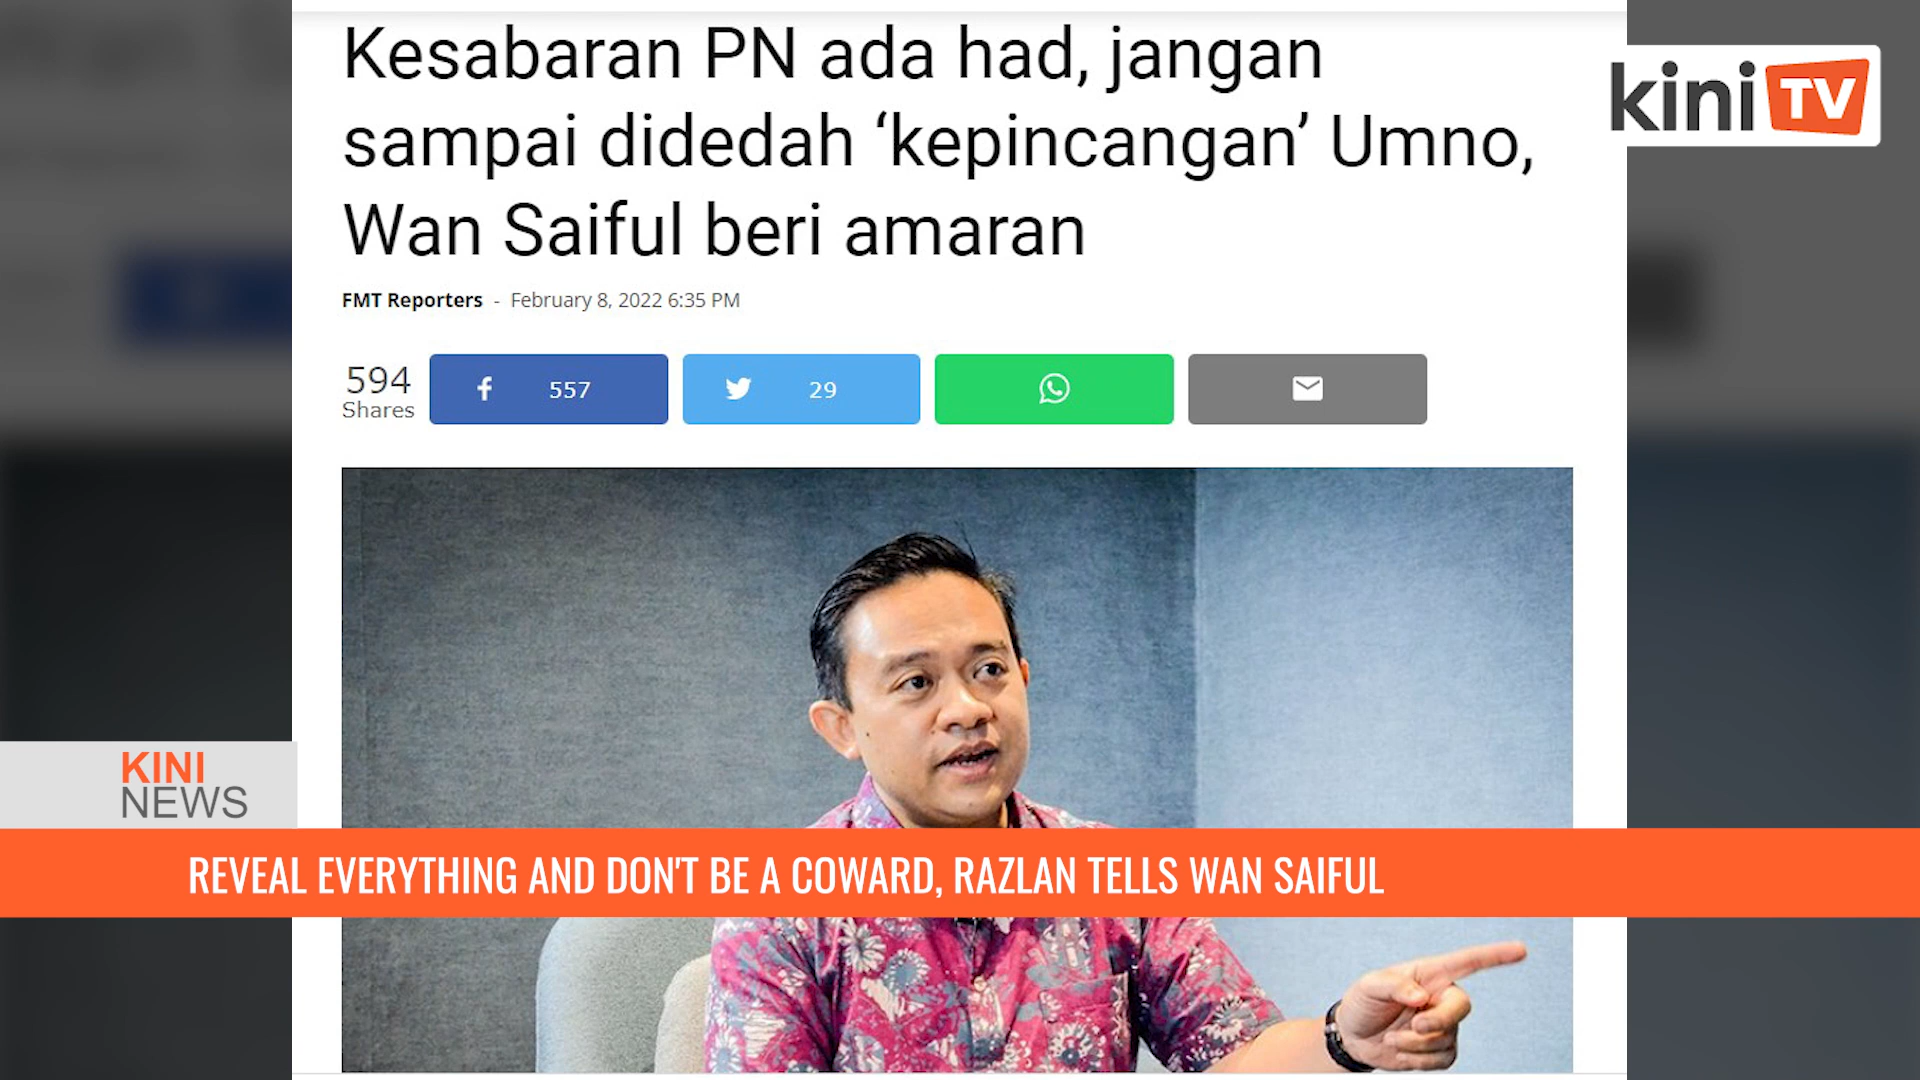 Kesabaran PN ada had, jangan
sampai didedah ‘kepincangan’ Umno,
Wan Saiful beri amaran
kini TV
FMT Reporters - February 8, 2022 6:35 PM
594
Shares
557
29
KINI
NEWS
REVEAL EVERYTHING AND DON'T BE A COWARD, RAZLAN TELLS WAN SAIFUL